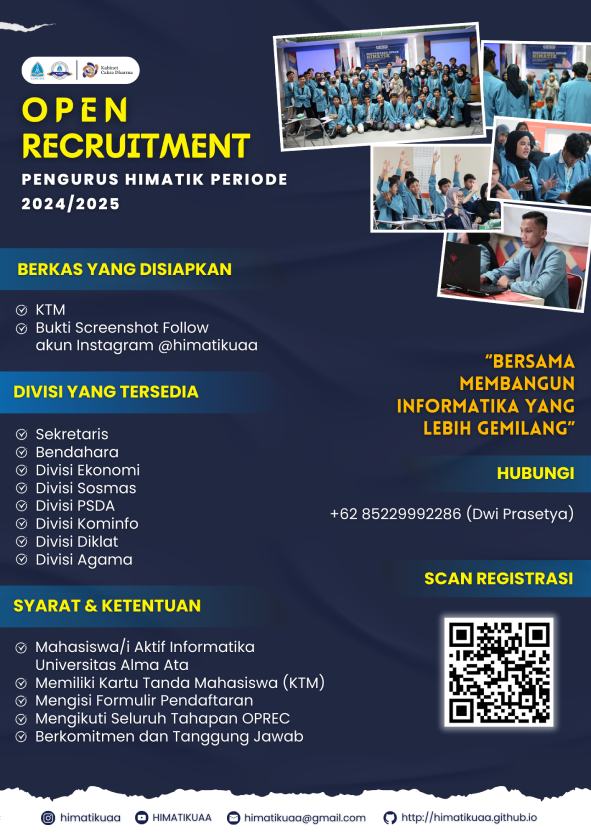 Kabinet
Cakra Dharma
OPEN
RECRUITMENT
PENGURUS HIMATIK PERIODE
2024/2025
BERKAS YANG DISIAPKAN
KTM
Bukti Screenshot Follow
akun Instagram @himatikuaa
DIVISI YANG TERSEDIA
Sekretaris
Bendahara
Divisi Ekonomi
Divisi Sosmas
Divisi PSDA
Divisi Kominfo
Divisi Diklat
Divisi Agama
SYARAT & KETENTUAN
Mahasiswa/i Aktif Informatika
Universitas Alma Ata
Memiliki Kartu Tanda Mahasiswa (KTM)
Mengisi Formulir Pendaftaran
Mengikuti Seluruh Tahapan OPREC
Berkomitmen dan Tanggung Jawab
"BERSAMA
MEMBANGUN
INFORMATIKA YANG
LEBIH GEMILANG"
HUBUNGI
+62 85229992286 (Dwi Prasetya)
SCAN REGISTRASI
himatikuaa
HIMATIKUAA
himatikuaa@gmail.com
http://himatikuaa.github.io